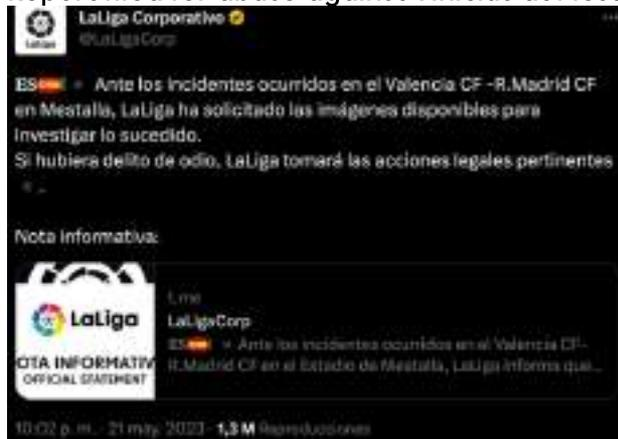 LaLiga Corporativo
@LaLigaCorp
ES Ante los incidentes ocurridos en el Valencia CF -R.Madrid CF
en Mestalla, LaLiga ha solicitado las imágenes disponibles para
investigar lo sucedido.
Si hubiera delito de odio, LaLiga tomará las acciones legales pertinentes
Nota informativa:
t.me
LaLigaCorp
ES Ante los incidentes ocurridos en el Valencia CF-
R.Madrid CF en el Estadio de Mestalla, LaLiga informa que...
LaLiga
OTA INFORMATIV
OFFICIAL STATEMENT
10:02 p. m. · 21 may. 2023 · 1,3 M Reproducciones